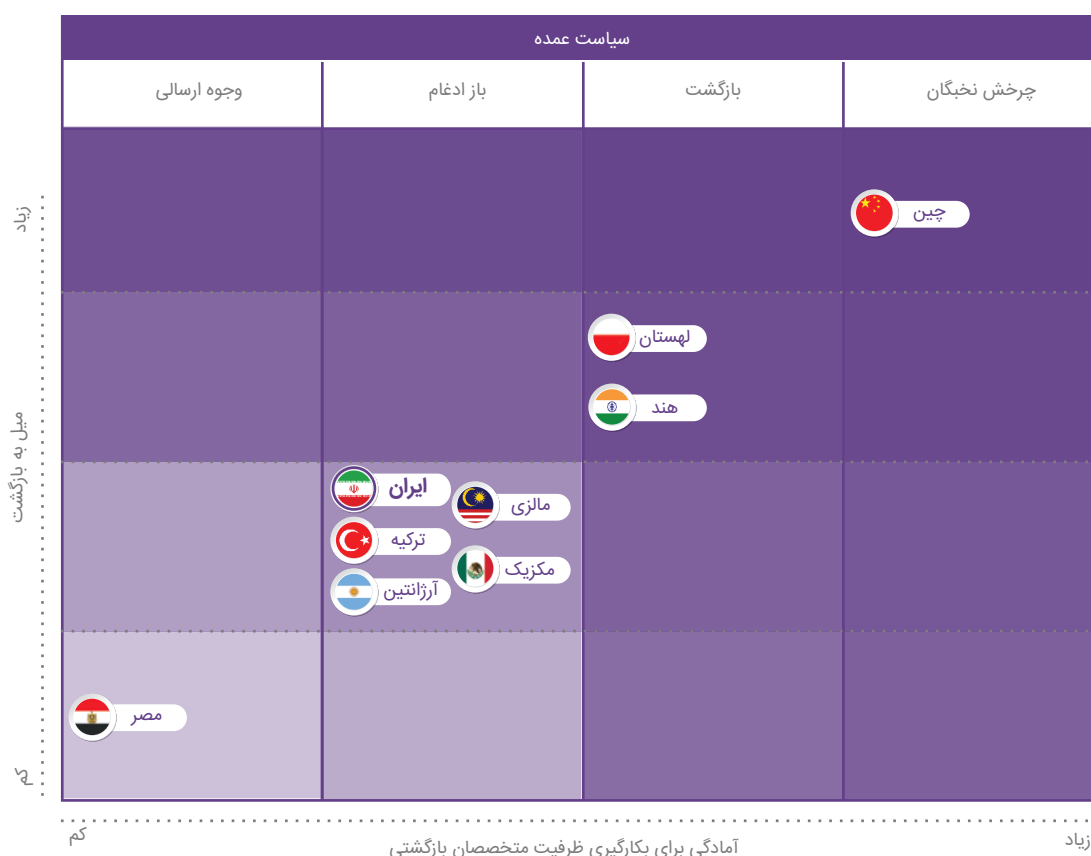 سیاست عمده
چرخش نخبگان
بازگشت
باز ادغام
وجوه ارسالی
زیاد
میل به بازگشت
کم
چین
لهستان
هند
ایران
مالزی
ترکیه
مکزیک
آرژانتین
مصر
زیاد
آمادگی برای بکارگیری ظرفیت متخصصان بازگشتی
کم